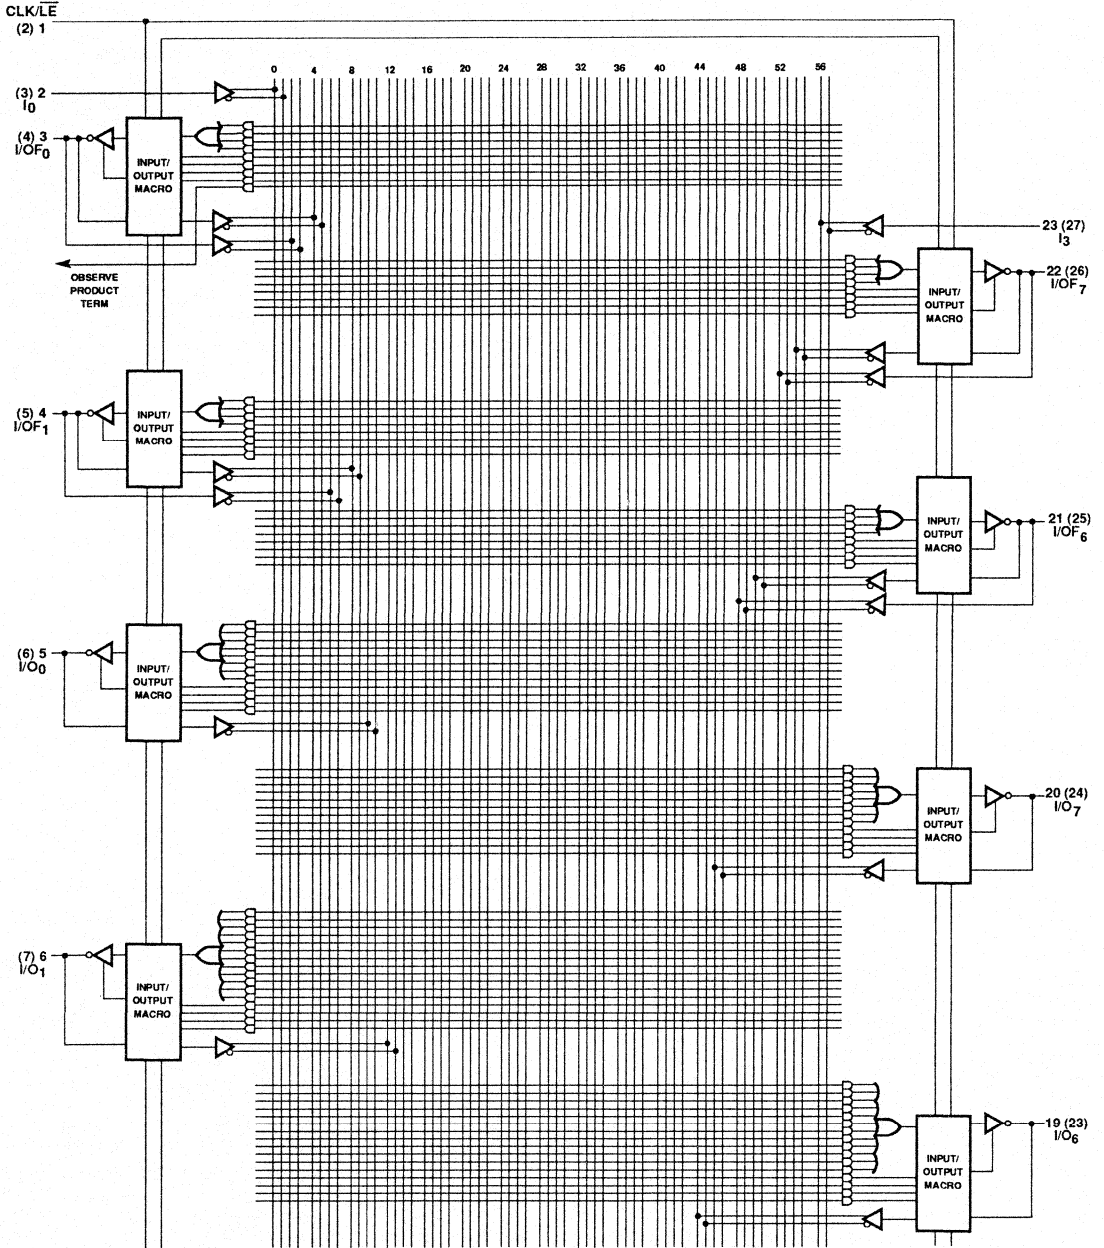 CLK/LE
(2) 1
0 4 8 12 16 20 24 28 32 36 40 44 48 52 56
(3) 2
I0
(4) 3
I/OF0
INPUT/
OUTPUT
MACRO
23 (27)
I3
OBSERVE
PRODUCT
TERM
22 (26)
I/OF7
INPUT/
OUTPUT
MACRO
(5) 4
I/OF1
INPUT/
OUTPUT
MACRO
21 (25)
I/OF6
INPUT/
OUTPUT
MACRO
(6) 5
I/O0
INPUT/
OUTPUT
MACRO
20 (24)
I/O7
INPUT/
OUTPUT
MACRO
(7) 6
I/O1
INPUT/
OUTPUT
MACRO
19 (23)
I/O6
INPUT/
OUTPUT
MACRO